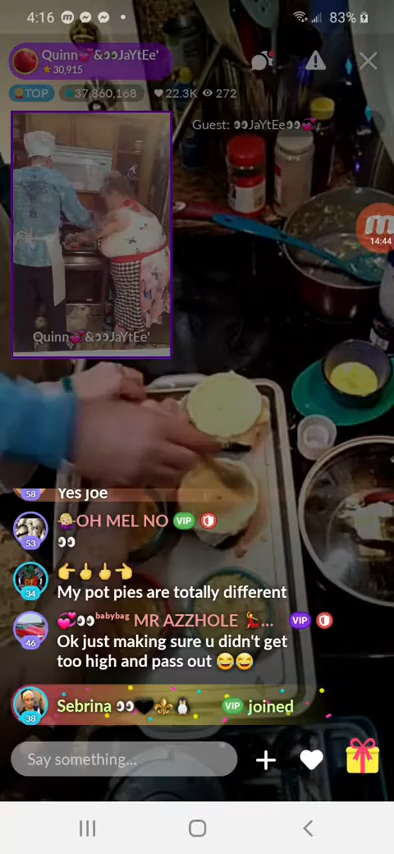 4:16
83%
Quinn💞&👀JaYtEe'
⭐30,915
TOP
37,860,168
♥22.3K
272
Guest: 👀JaYtEe👀💞
14:44
Quinn💞&👀JaYtEe'
58
Yes joe
OH MEL NO VIP
53
👀
👉👆👆👈
34
My pot pies are totally different
💞👀babybag MR AZZHOLE 💃... VIP
46
Ok just making sure u didn't get
too high and pass out 😂😂
Sebrina 👀🖤⚜🐇 VIP joined
38
Say something...